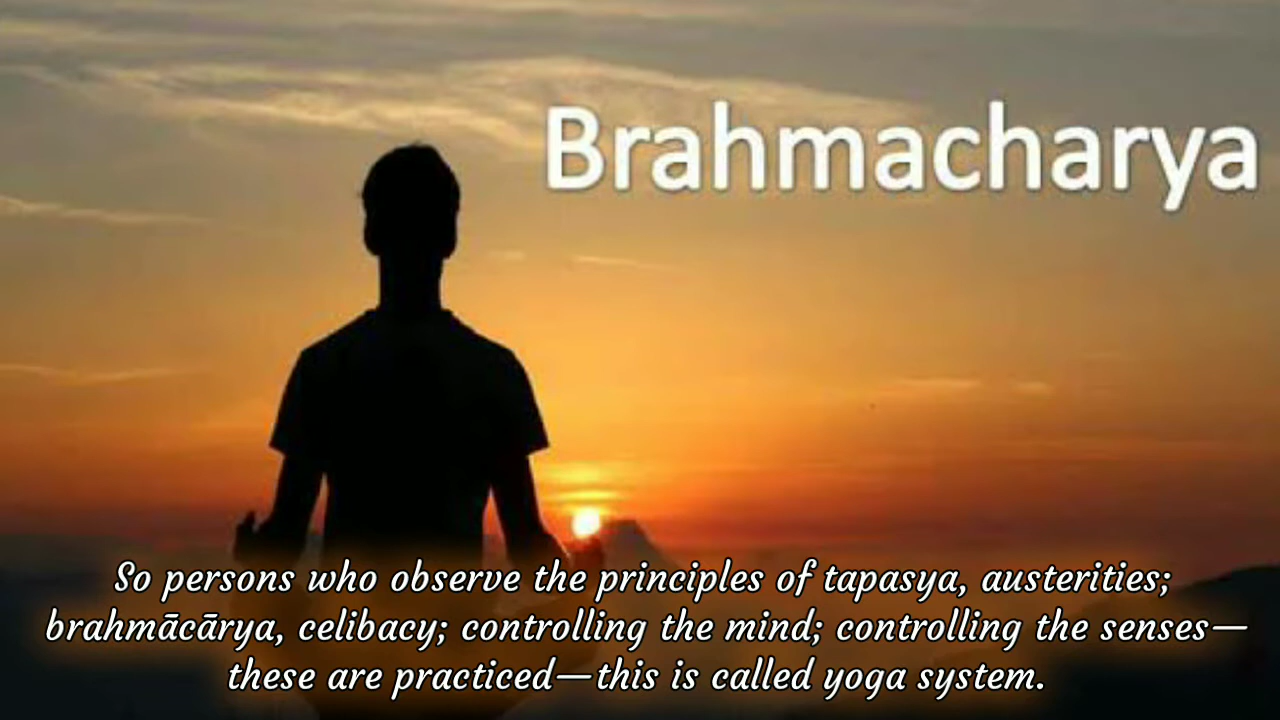 Brahmacharya
So persons who observe the principles of tapasya, austerities;
brahmācārya, celibacy; controlling the mind; controlling the senses—
these are practiced—this is called yoga system.